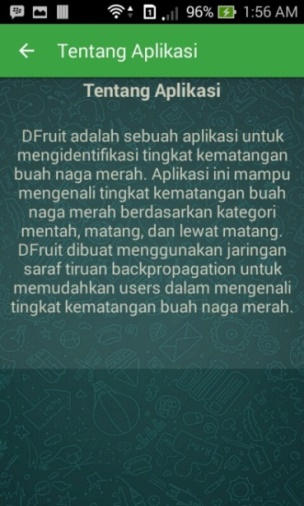 1 96% 1:56 AM
Tentang Aplikasi
Tentang Aplikasi
DFruit adalah sebuah aplikasi untuk
mengidentifikasi tingkat kematangan
buah naga merah. Aplikasi ini mampu
mengenali tingkat kematangan buah
naga merah berdasarkan kategori
mentah, matang, dan lewat matang.
DFruit dibuat menggunakan jaringan
saraf tiruan backpropagation untuk
memudahkan users dalam mengenali
tingkat kematangan buah naga merah.